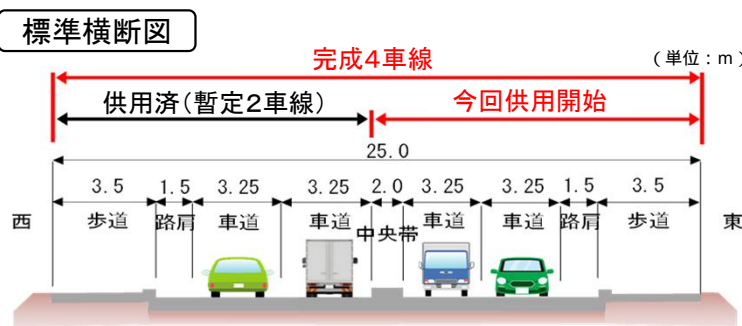 標準横断図
完成4車線
（単位：m）
供用済（暫定2車線）
今回供用開始
25.0
3.5 1.5 3.25 3.25 2.0 3.25 3.25 1.5 3.5
西 歩道 路肩 車道 車道 中央帯 車道 車道 路肩 歩道 東